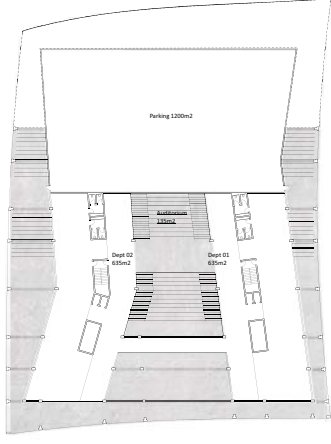 Parking 1200m2
Auditorium
135m2
Dept 02
635m2
Dept 01
635m2